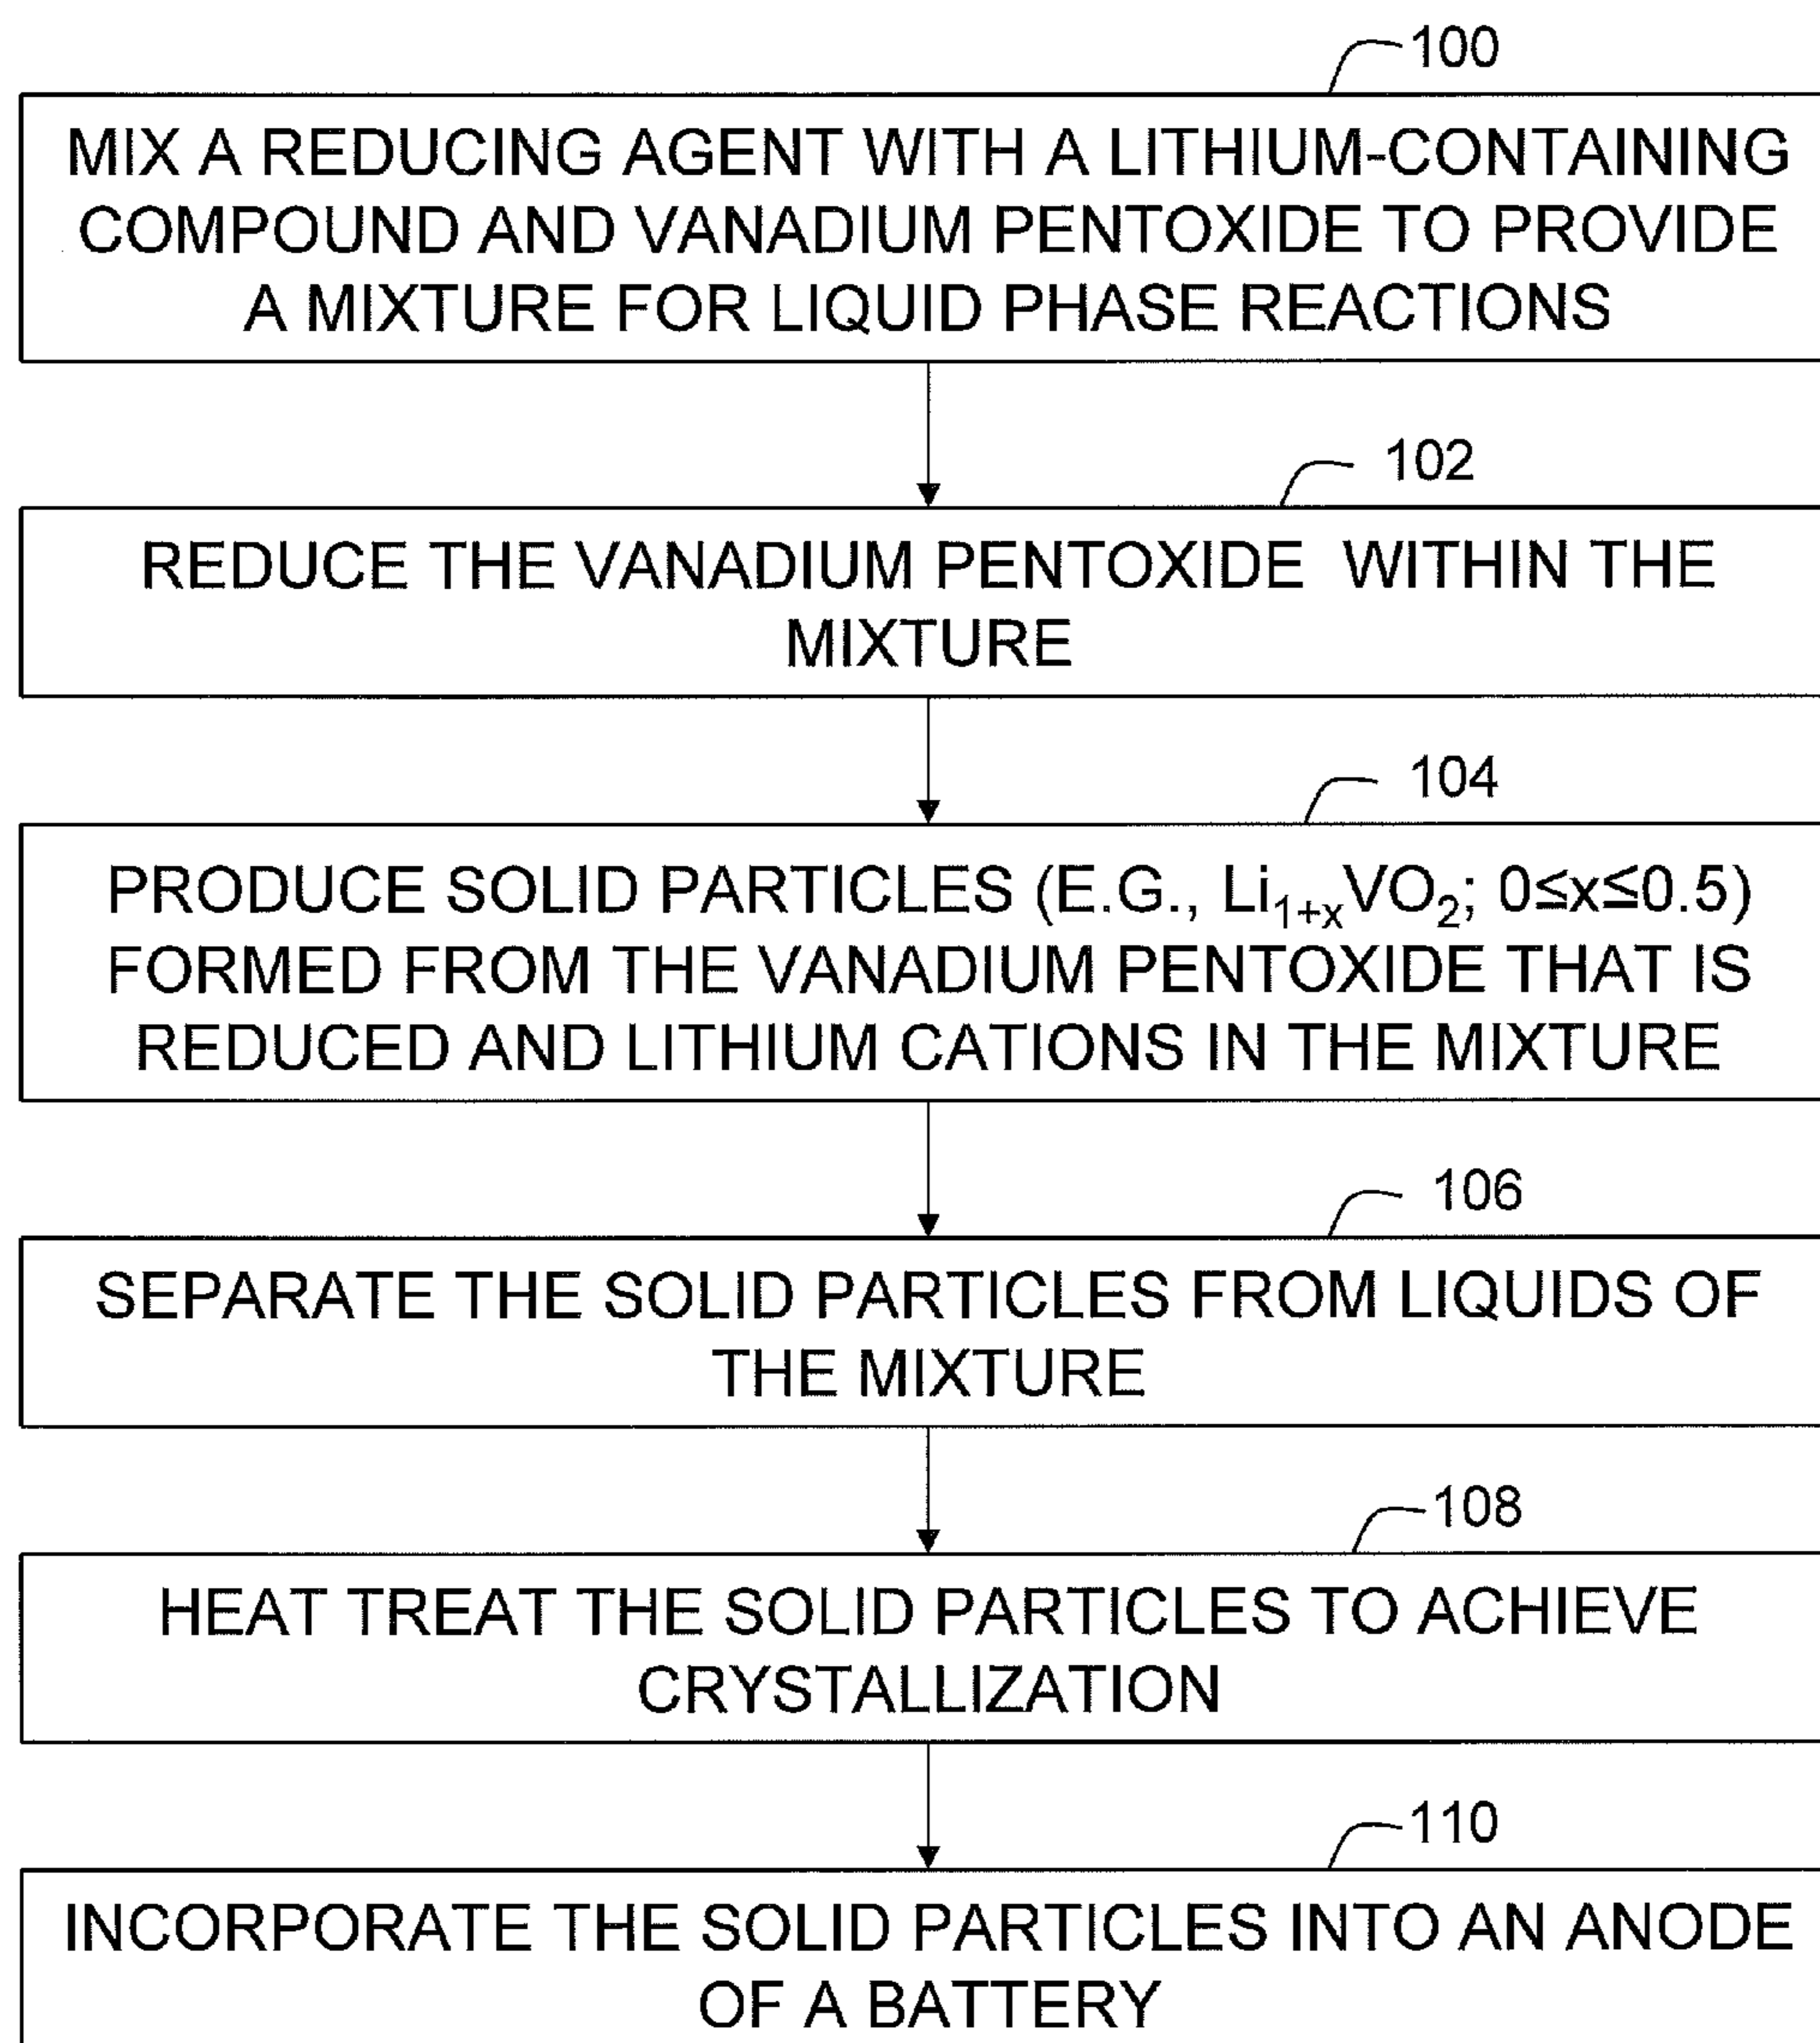 100
MIX A REDUCING AGENT WITH A LITHIUM-CONTAINING
COMPOUND AND VANADIUM PENTOXIDE TO PROVIDE
A MIXTURE FOR LIQUID PHASE REACTIONS
102
REDUCE THE VANADIUM PENTOXIDE WITHIN THE
MIXTURE
104
PRODUCE SOLID PARTICLES (E.G., Li₁₊ₓVO₂; 0≤x≤0.5)
FORMED FROM THE VANADIUM PENTOXIDE THAT IS
REDUCED AND LITHIUM CATIONS IN THE MIXTURE
106
SEPARATE THE SOLID PARTICLES FROM LIQUIDS OF
THE MIXTURE
108
HEAT TREAT THE SOLID PARTICLES TO ACHIEVE
CRYSTALLIZATION
110
INCORPORATE THE SOLID PARTICLES INTO AN ANODE
OF A BATTERY